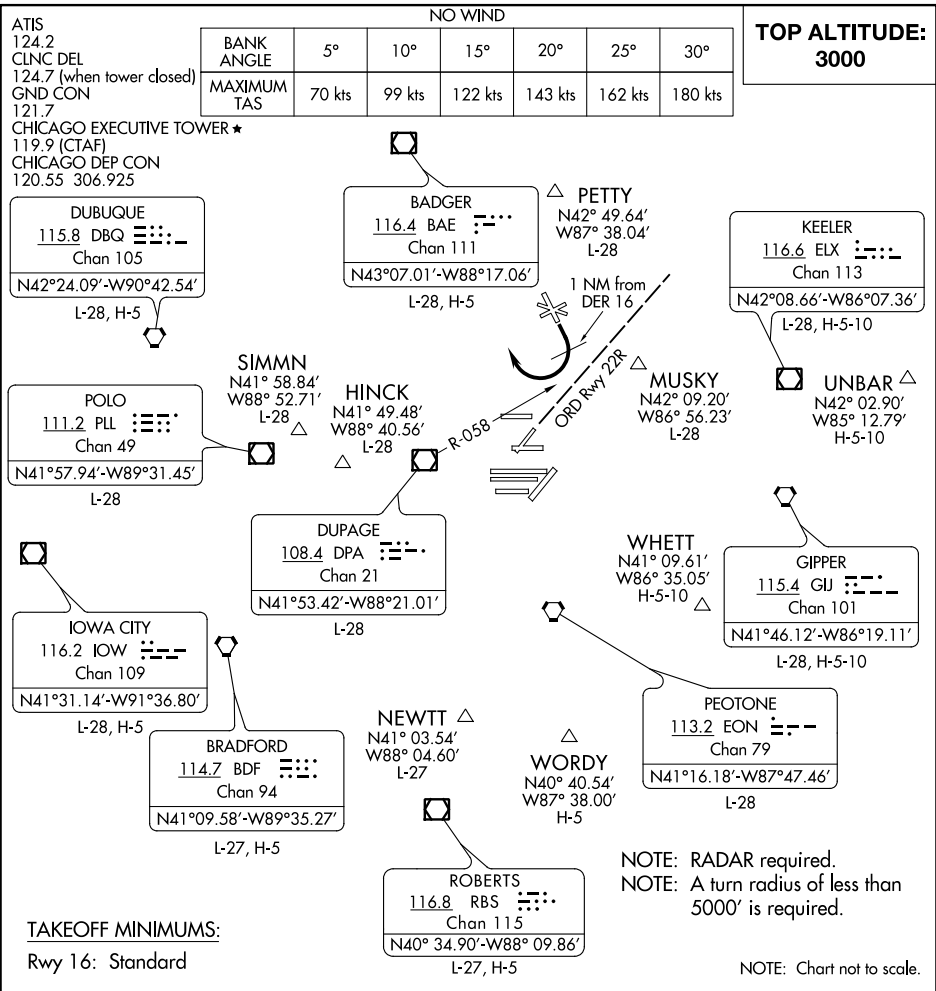 ATIS
124.2
CLNC DEL
124.7 (when tower closed)
GND CON
121.7
CHICAGO EXECUTIVE TOWER ★
119.9 (CTAF)
CHICAGO DEP CON
120.55 306.925
NO WIND
BANK ANGLE 5° 10° 15° 20° 25° 30°
MAXIMUM TAS 70 kts 99 kts 122 kts 143 kts 162 kts 180 kts
TOP ALTITUDE:
3000
DUBUQUE
115.8 DBQ
Chan 105
N42°24.09'-W90°42.54'
L-28, H-5
BADGER
116.4 BAE
Chan 111
N43°07.01'-W88°17.06'
L-28, H-5
PETTY
N42° 49.64'
W87° 38.04'
L-28
KEELER
116.6 ELX
Chan 113
N42°08.66'-W86°07.36'
L-28, H-5-10
1 NM from
DER 16
SIMMN
N41° 58.84'
W88° 52.71'
L-28
HINCK
N41° 49.48'
W88° 40.56'
L-28
R-058
ORD Rwy 22R
MUSKY
N42° 09.20'
W86° 56.23'
L-28
UNBAR
N42° 02.90'
W85° 12.79'
H-5-10
POLO
111.2 PLL
Chan 49
N41°57.94'-W89°31.45'
L-28
DUPAGE
108.4 DPA
Chan 21
N41°53.42'-W88°21.01'
L-28
WHETT
N41° 09.61'
W86° 35.05'
H-5-10
GIPPER
115.4 GIJ
Chan 101
N41°46.12'-W86°19.11'
L-28, H-5-10
IOWA CITY
116.2 IOW
Chan 109
N41°31.14'-W91°36.80'
L-28, H-5
BRADFORD
114.7 BDF
Chan 94
N41°09.58'-W89°35.27'
L-27, H-5
NEWTT
N41° 03.54'
W88° 04.60'
L-27
WORDY
N40° 40.54'
W87° 38.00'
H-5
PEOTONE
113.2 EON
Chan 79
N41°16.18'-W87°47.46'
L-28
ROBERTS
116.8 RBS
Chan 115
N40° 34.90'-W88° 09.86'
L-27, H-5
NOTE: RADAR required.
NOTE: A turn radius of less than
5000' is required.
TAKEOFF MINIMUMS:
Rwy 16: Standard
NOTE: Chart not to scale.